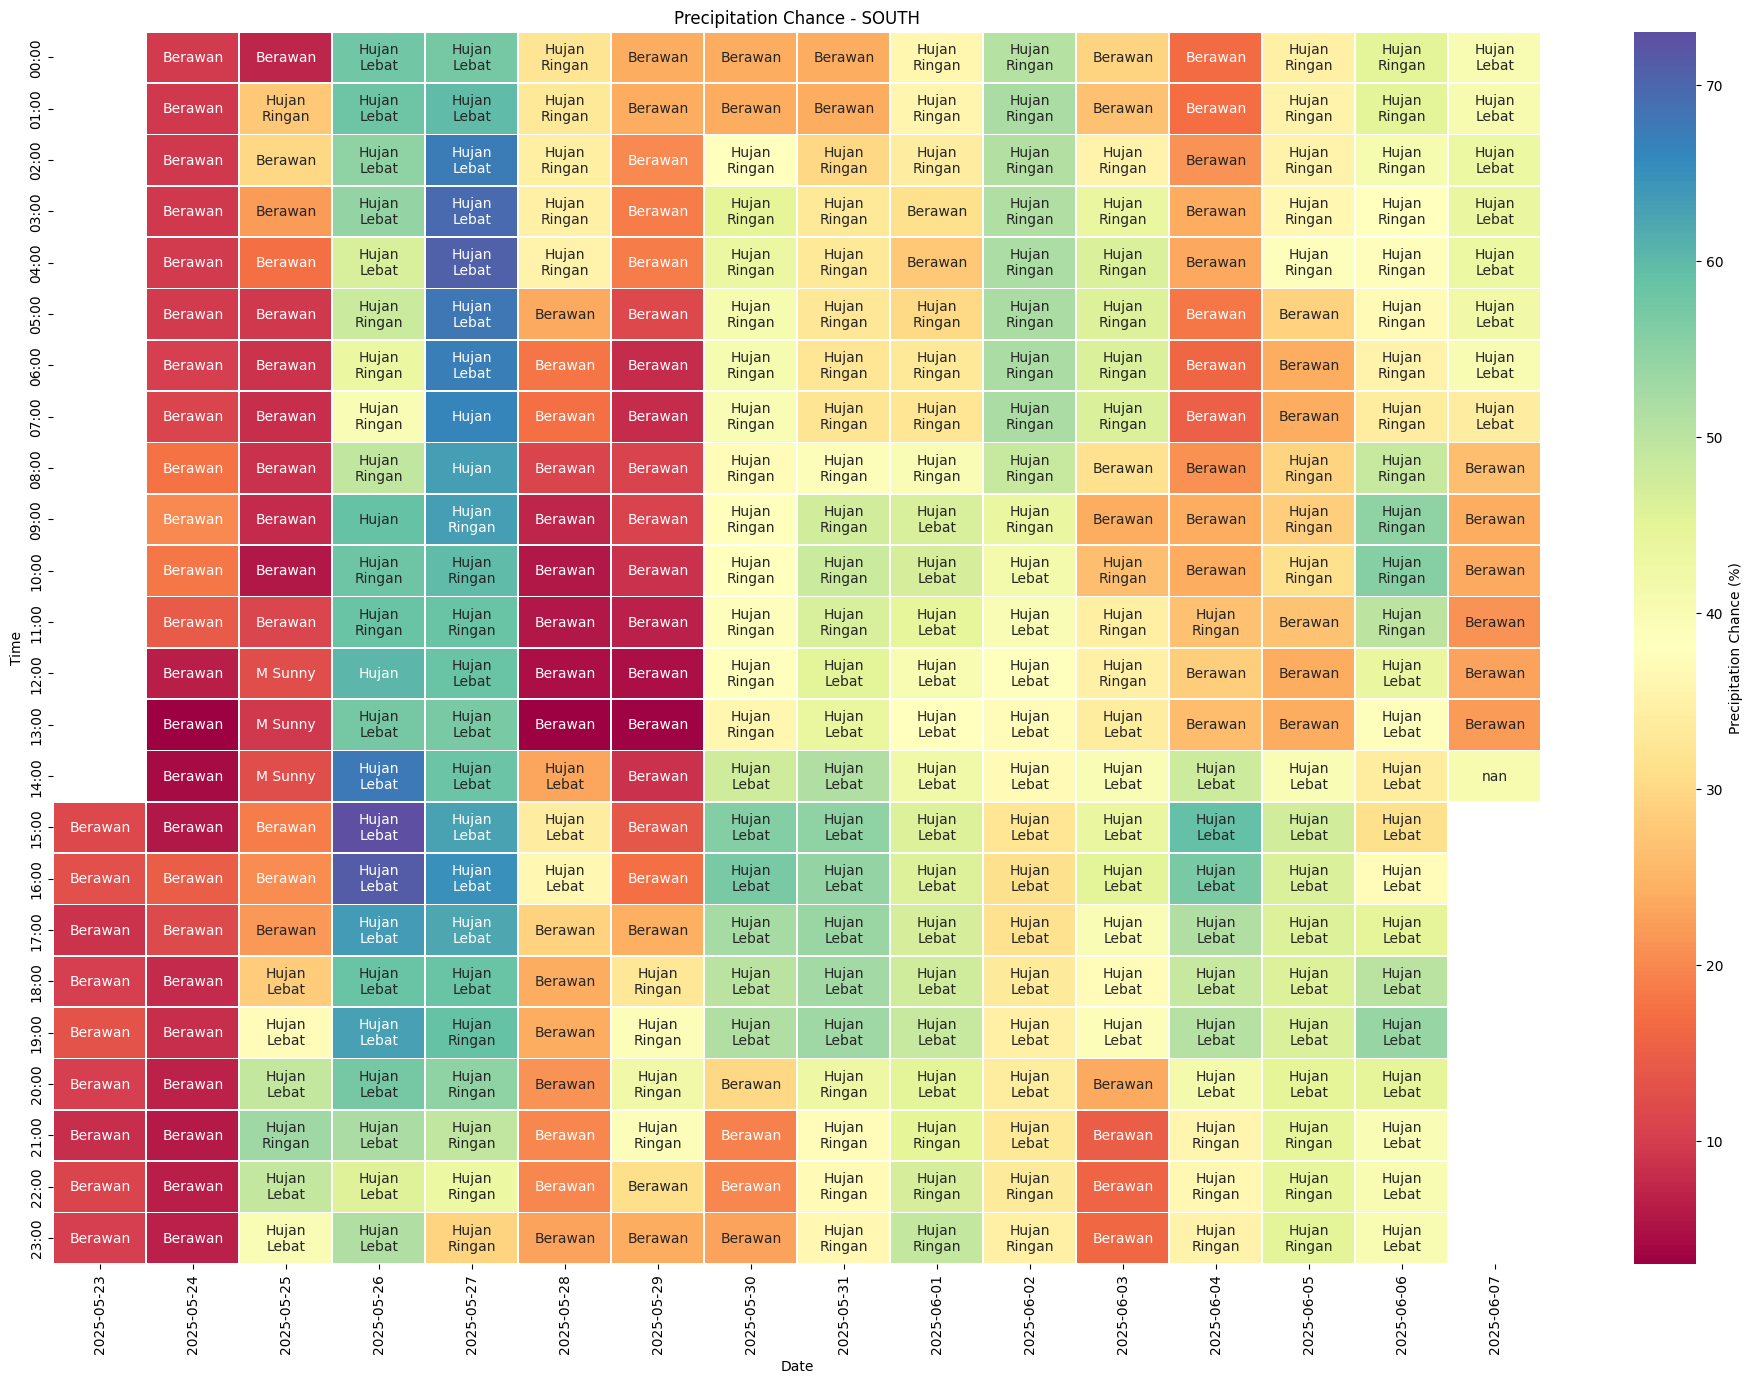 Precipitation Chance - SOUTH
00:00 Berawan Berawan Hujan Lebat Hujan Lebat Hujan Ringan Berawan Berawan Berawan Hujan Ringan Hujan Ringan Berawan Berawan Hujan Ringan Hujan Ringan Hujan Lebat
01:00 Berawan Hujan Ringan Hujan Lebat Hujan Lebat Hujan Ringan Berawan Berawan Berawan Hujan Ringan Hujan Ringan Berawan Berawan Hujan Ringan Hujan Ringan Hujan Lebat
02:00 Berawan Berawan Hujan Lebat Hujan Lebat Hujan Ringan Berawan Hujan Ringan Hujan Ringan Hujan Ringan Hujan Ringan Hujan Ringan Berawan Hujan Ringan Hujan Ringan Hujan Lebat
03:00 Berawan Berawan Hujan Lebat Hujan Lebat Hujan Ringan Berawan Hujan Ringan Hujan Ringan Berawan Hujan Ringan Hujan Ringan Berawan Hujan Ringan Hujan Ringan Hujan Lebat
04:00 Berawan Berawan Hujan Lebat Hujan Lebat Hujan Ringan Berawan Hujan Ringan Hujan Ringan Berawan Hujan Ringan Hujan Ringan Berawan Hujan Ringan Hujan Ringan Hujan Lebat
05:00 Berawan Berawan Hujan Ringan Hujan Lebat Berawan Berawan Hujan Ringan Hujan Ringan Hujan Ringan Hujan Ringan Hujan Ringan Berawan Berawan Hujan Ringan Hujan Lebat
06:00 Berawan Berawan Hujan Ringan Hujan Lebat Berawan Berawan Hujan Ringan Hujan Ringan Hujan Ringan Hujan Ringan Hujan Ringan Berawan Berawan Hujan Ringan Hujan Lebat
07:00 Berawan Berawan Hujan Ringan Hujan Berawan Berawan Hujan Ringan Hujan Ringan Hujan Ringan Hujan Ringan Hujan Ringan Berawan Berawan Hujan Ringan Hujan Lebat
08:00 Berawan Berawan Hujan Ringan Hujan Berawan Berawan Hujan Ringan Hujan Ringan Hujan Ringan Hujan Ringan Berawan Berawan Hujan Ringan Hujan Ringan Berawan
09:00 Berawan Berawan Hujan Hujan Ringan Berawan Berawan Hujan Ringan Hujan Ringan Hujan Lebat Hujan Ringan Berawan Berawan Hujan Ringan Hujan Ringan Berawan
10:00 Berawan Berawan Hujan Ringan Hujan Ringan Berawan Berawan Hujan Ringan Hujan Ringan Hujan Lebat Hujan Lebat Hujan Ringan Berawan Hujan Ringan Hujan Ringan Berawan
11:00 Berawan Berawan Hujan Ringan Hujan Ringan Berawan Berawan Hujan Ringan Hujan Ringan Hujan Lebat Hujan Lebat Hujan Ringan Hujan Ringan Berawan Hujan Ringan Berawan
12:00 Berawan M Sunny Hujan Hujan Lebat Berawan Berawan Hujan Ringan Hujan Lebat Hujan Lebat Hujan Lebat Hujan Ringan Berawan Berawan Hujan Lebat Berawan
13:00 Berawan M Sunny Hujan Lebat Hujan Lebat Berawan Berawan Hujan Ringan Hujan Lebat Hujan Lebat Hujan Lebat Hujan Lebat Berawan Berawan Hujan Lebat Berawan
14:00 Berawan M Sunny Hujan Lebat Hujan Lebat Hujan Lebat Berawan Hujan Lebat Hujan Lebat Hujan Lebat Hujan Lebat Hujan Lebat Hujan Lebat Hujan Lebat Hujan Lebat nan
15:00 Berawan Berawan Berawan Hujan Lebat Hujan Lebat Hujan Lebat Berawan Hujan Lebat Hujan Lebat Hujan Lebat Hujan Lebat Hujan Lebat Hujan Lebat Hujan Lebat Hujan Lebat
16:00 Berawan Berawan Berawan Hujan Lebat Hujan Lebat Hujan Lebat Berawan Hujan Lebat Hujan Lebat Hujan Lebat Hujan Lebat Hujan Lebat Hujan Lebat Hujan Lebat Hujan Lebat
17:00 Berawan Berawan Berawan Hujan Lebat Hujan Lebat Berawan Berawan Hujan Lebat Hujan Lebat Hujan Lebat Hujan Lebat Hujan Lebat Hujan Lebat Hujan Lebat Hujan Lebat
18:00 Berawan Berawan Hujan Lebat Hujan Lebat Hujan Lebat Berawan Hujan Ringan Hujan Lebat Hujan Lebat Hujan Lebat Hujan Lebat Hujan Lebat Hujan Lebat Hujan Lebat Hujan Lebat
19:00 Berawan Berawan Hujan Lebat Hujan Lebat Hujan Ringan Berawan Hujan Ringan Hujan Lebat Hujan Lebat Hujan Lebat Hujan Lebat Hujan Lebat Hujan Lebat Hujan Lebat Hujan Lebat
20:00 Berawan Berawan Hujan Lebat Hujan Lebat Hujan Ringan Berawan Hujan Ringan Berawan Hujan Ringan Hujan Lebat Hujan Lebat Berawan Hujan Lebat Hujan Lebat Hujan Lebat
21:00 Berawan Berawan Hujan Ringan Hujan Lebat Hujan Ringan Berawan Hujan Ringan Berawan Hujan Ringan Hujan Ringan Hujan Lebat Berawan Hujan Ringan Hujan Ringan Hujan Lebat
22:00 Berawan Berawan Hujan Lebat Hujan Lebat Hujan Ringan Berawan Berawan Berawan Hujan Ringan Hujan Ringan Hujan Ringan Berawan Hujan Ringan Hujan Ringan Hujan Lebat
23:00 Berawan Berawan Hujan Lebat Hujan Lebat Hujan Ringan Berawan Berawan Berawan Hujan Ringan Hujan Ringan Hujan Ringan Berawan Hujan Ringan Hujan Ringan Hujan Lebat
Time
2025-05-23 2025-05-24 2025-05-25 2025-05-26 2025-05-27 2025-05-28 2025-05-29 2025-05-30 2025-05-31 2025-06-01 2025-06-02 2025-06-03 2025-06-04 2025-06-05 2025-06-06 2025-06-07
Date
70
60
50
40
30
20
10
Precipitation Chance (%)